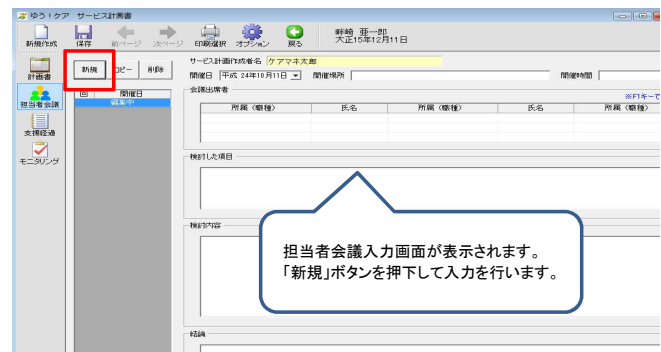 ゆう!ケア サービス計画書
新規作成 保存 前ページ 次ページ 印刷選択 オプション 戻る
畔崎 亜一郎
大正15年12月11日
計画書
担当者会議
支援経過
モニタリング
新規 コピー 削除
回 開催日
編集中
サービス計画作成者名 ケアマネ太郎
開催日 平成 24年10月11日 開催場所 開催時間
会議出席者
※F1キーで
所属(職種) 氏名 所属(職種) 氏名 所属(職種)
検討した項目
検討内容
担当者会議入力画面が表示されます。
「新規」ボタンを押下して入力を行います。
結論